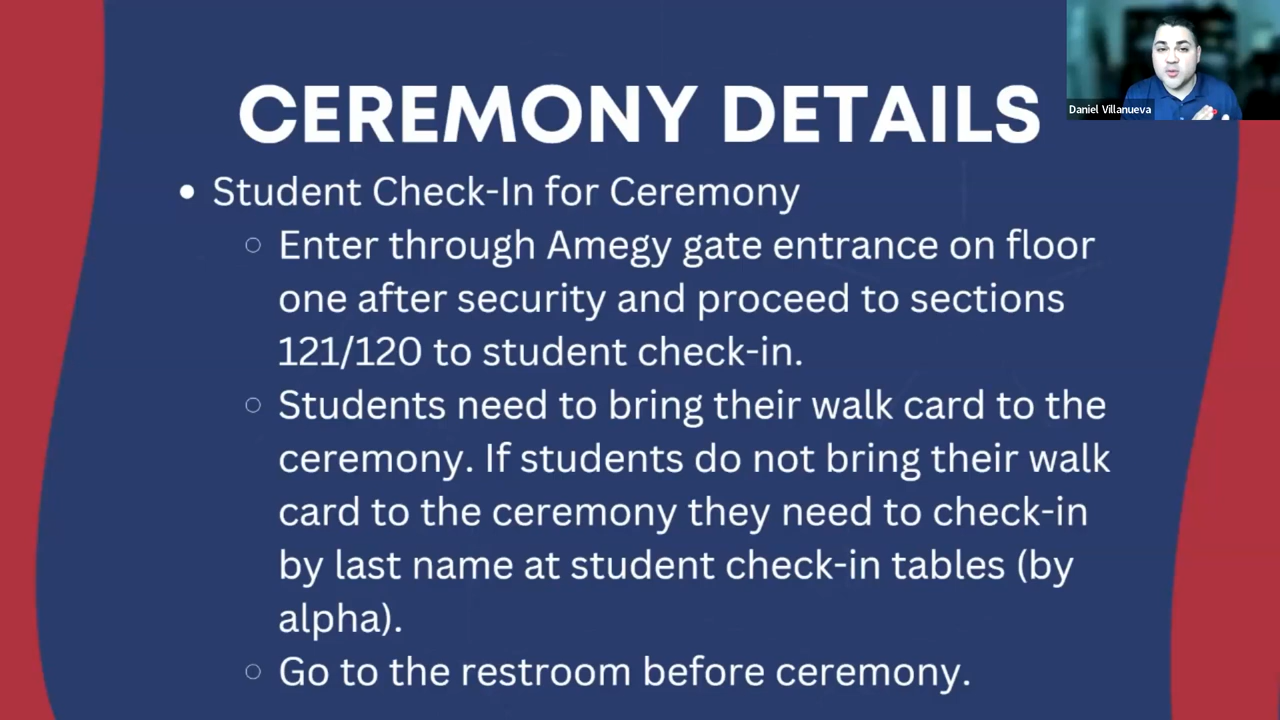 CEREMONY DETAILS
Daniel Villanueva
• Student Check-In for Ceremony
○ Enter through Amegy gate entrance on floor
one after security and proceed to sections
121/120 to student check-in.
○ Students need to bring their walk card to the
ceremony. If students do not bring their walk
card to the ceremony they need to check-in
by last name at student check-in tables (by
alpha).
○ Go to the restroom before ceremony.